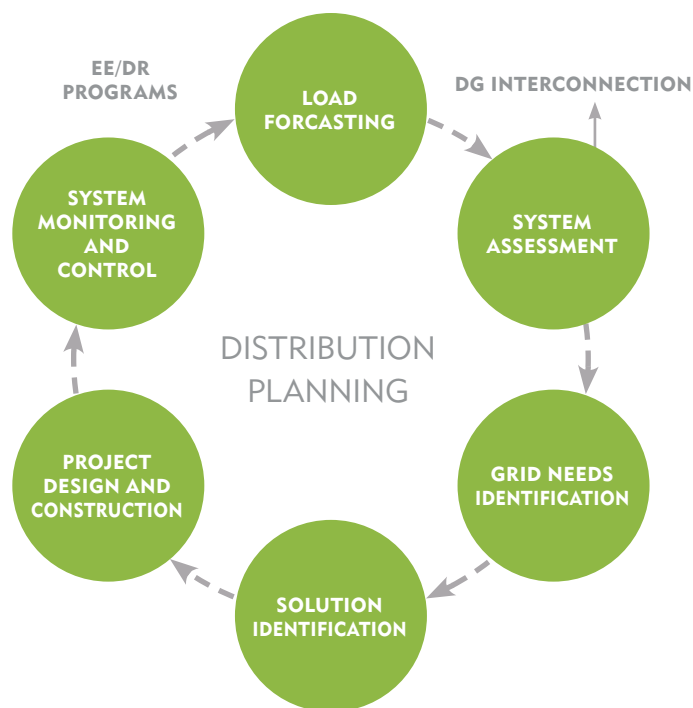 EE/DR
PROGRAMS
LOAD
FORCASTING
DG INTERCONNECTION
SYSTEM
MONITORING
AND
CONTROL
SYSTEM
ASSESSMENT
DISTRIBUTION
PLANNING
PROJECT
DESIGN AND
CONSTRUCTION
GRID NEEDS
IDENTIFICATION
SOLUTION
IDENTIFICATION